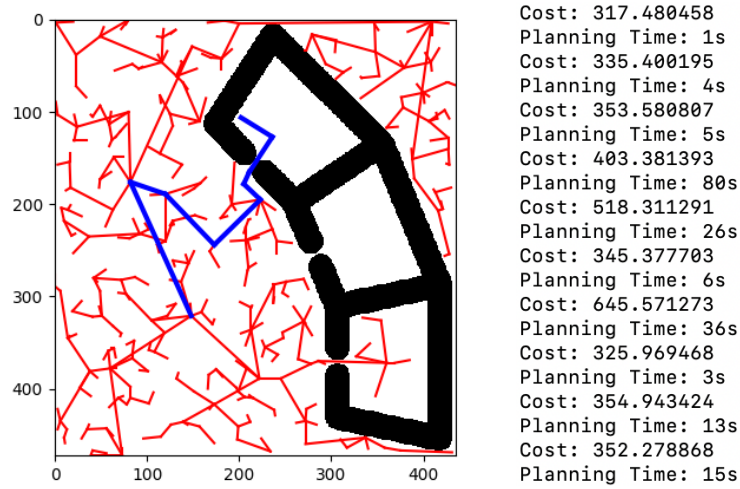 0
100
200
300
400
0
100
200
300
400
Cost: 317.480458
Planning Time: 1s
Cost: 335.400195
Planning Time: 4s
Cost: 353.580807
Planning Time: 5s
Cost: 403.381393
Planning Time: 80s
Cost: 518.311291
Planning Time: 26s
Cost: 345.377703
Planning Time: 6s
Cost: 645.571273
Planning Time: 36s
Cost: 325.969468
Planning Time: 3s
Cost: 354.943424
Planning Time: 13s
Cost: 352.278868
Planning Time: 15s